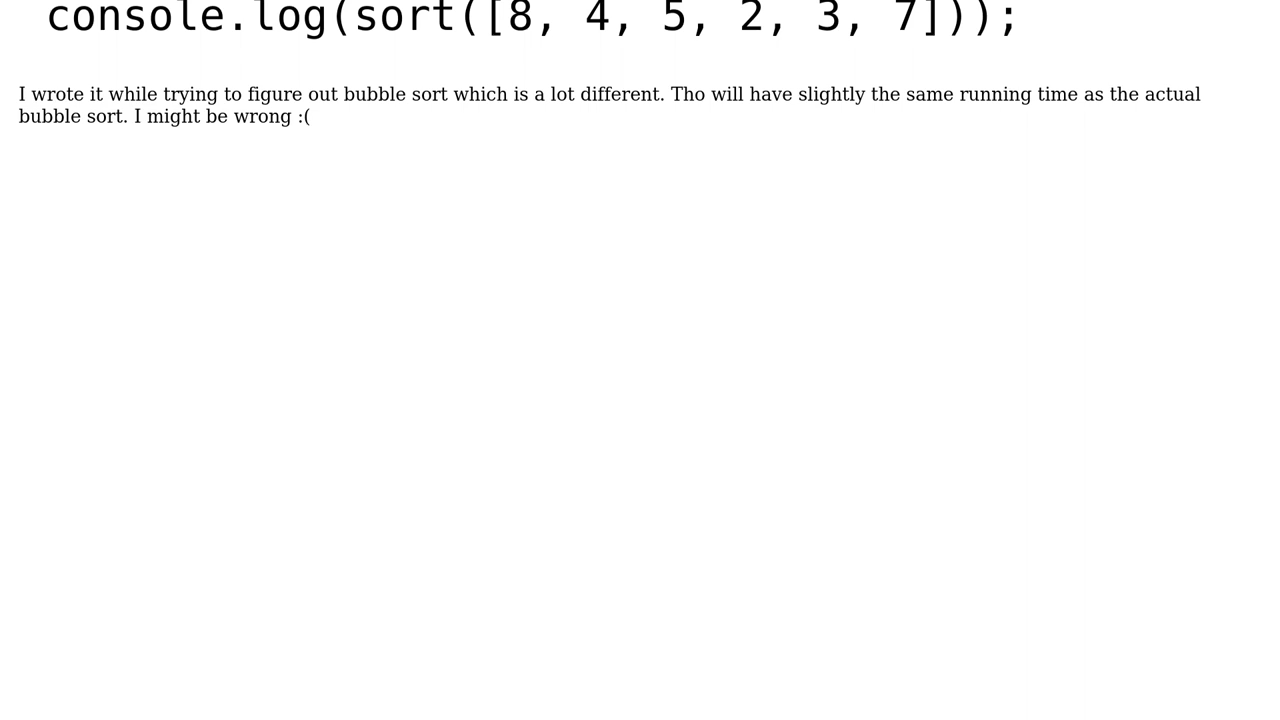 console.log(sort([8, 4, 5, 2, 3, 7]));
I wrote it while trying to figure out bubble sort which is a lot different. Tho will have slightly the same running time as the actual
bubble sort. I might be wrong :(